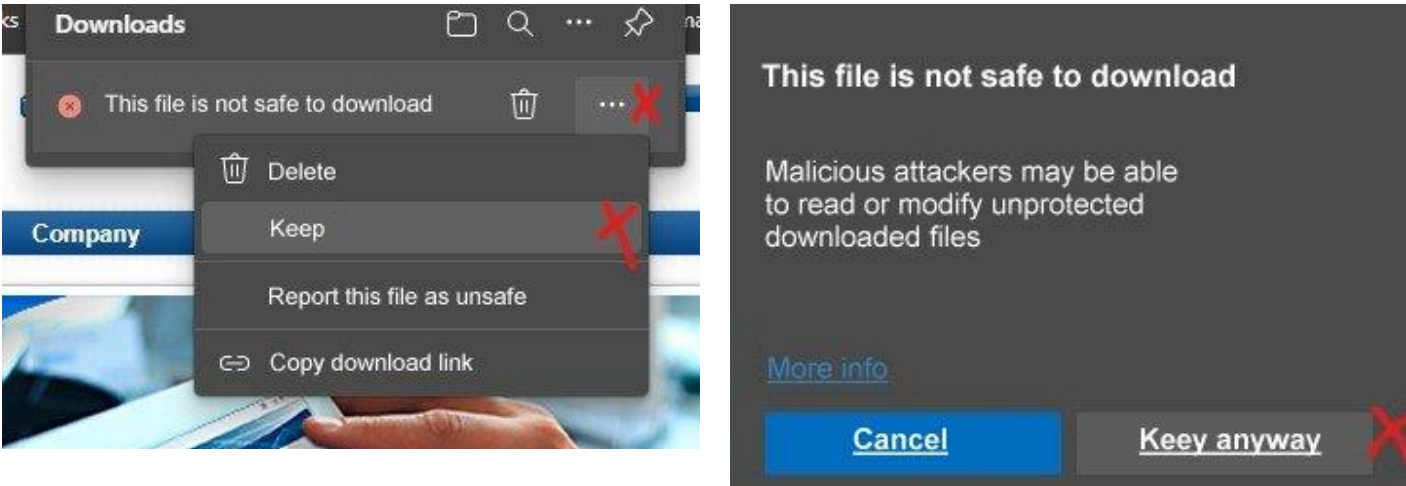 Downloads
This file is not safe to download
Delete
Company
Keep
Report this file as unsafe
Copy download link
This file is not safe to download
Malicious attackers may be able
to read or modify unprotected
downloaded files
More info
Cancel
Keey anyway